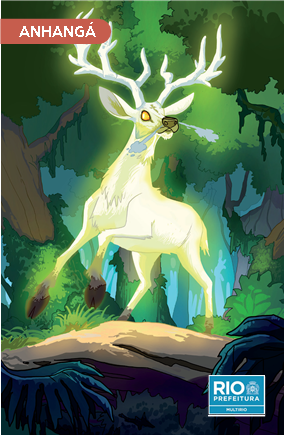 ANHANGÁ
RIO
PREFEITURA
MULTIRIO